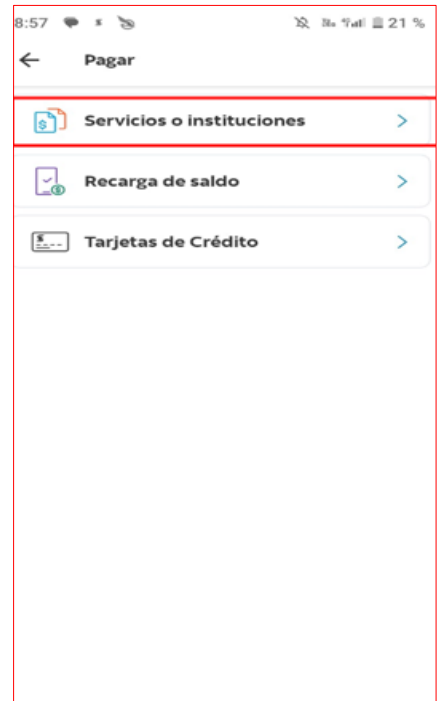 8:57 21 %
Pagar
Servicios o instituciones
Recarga de saldo
Tarjetas de Crédito